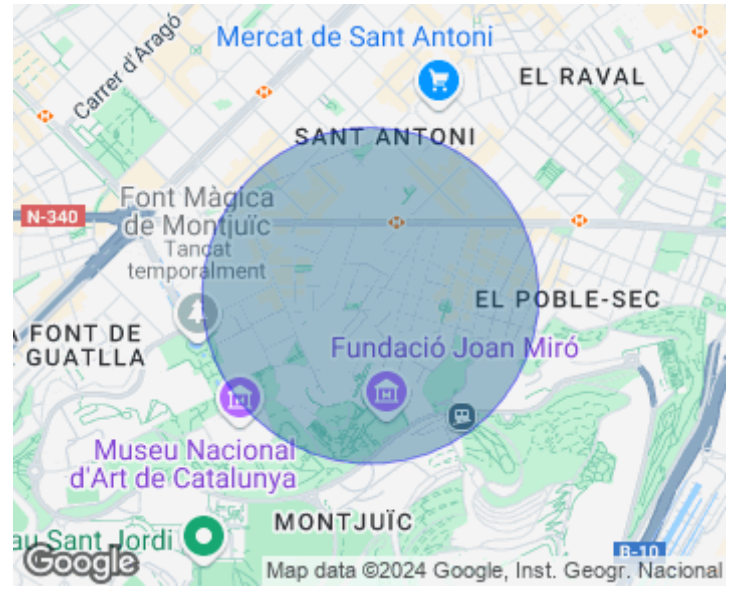 Carrer d'Aragó
Mercat de Sant Antoni
EL RAVAL
SANT ANTONI
Font Màgica
de Montjuïc
Tancat
temporalment
N-340
EL POBLE-SEC
FONT DE
GUATLLA
Fundació Joan Miró
Museu Nacional
d'Art de Catalunya
MONTJUÏC
au Sant Jordi
B-10
Google
Map data ©2024 Google, Inst. Geogr. Nacional